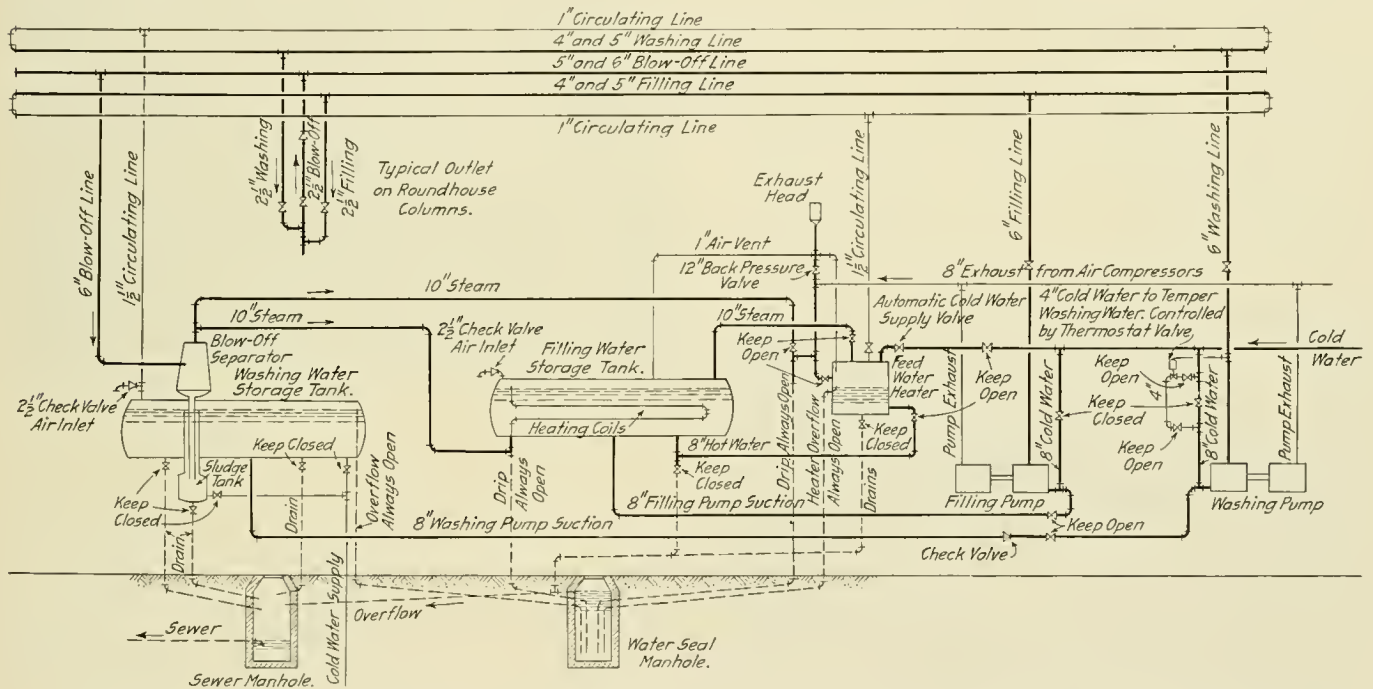 1" Circulating Line
4" and 5" Washing Line
5" and 6" Blow-Off Line
4" and 5" Filling Line
1" Circulating Line
6" Blow-Off Line
1½" Circulating Line
2½" Washing
2½" Blow-Off
2½" Filling
Typical Outlet
on Roundhouse
Columns.
Exhaust
Head
1½" Circulating Line
6" Filling Line
6" Washing Line
1" Air Vent
12" Back Pressure
Valve
8" Exhaust from Air Compressors
10" Steam
10" Steam
10" Steam
Automatic Cold Water
Supply Valve
4" Cold Water to Temper
Washing Water. Controlled
by Thermostat Valve.
Cold
Water
Blow-Off
Separator
Washing Water
Storage Tank.
2½" Check Valve
Air Inlet
2½" Check Valve
Air Inlet
Filling Water
Storage Tank.
Heating Coils
Keep
Open
Feed
Water
Heater
Keep
Open
Keep
Open
4"
Keep
Closed
Keep
Open
Pump Exhaust
8" Cold Water
8" Cold Water
Pump Exhaust
Keep
Closed
8" Hot Water
Keep
Closed
Keep Closed
Sludge
Tank
Keep
Closed
Drain
Drain
Overflow
Always Open
Drip
Always
Open
Drip Always Open
Heater Overflow
Always Open
Drains
8" Filling Pump Suction
8" Washing Pump Suction
Filling Pump
Washing Pump
Keep Open
Check Valve
Cold Water Supply
Overflow
Sewer
Sewer Manhole.
Water Seal
Manhole.